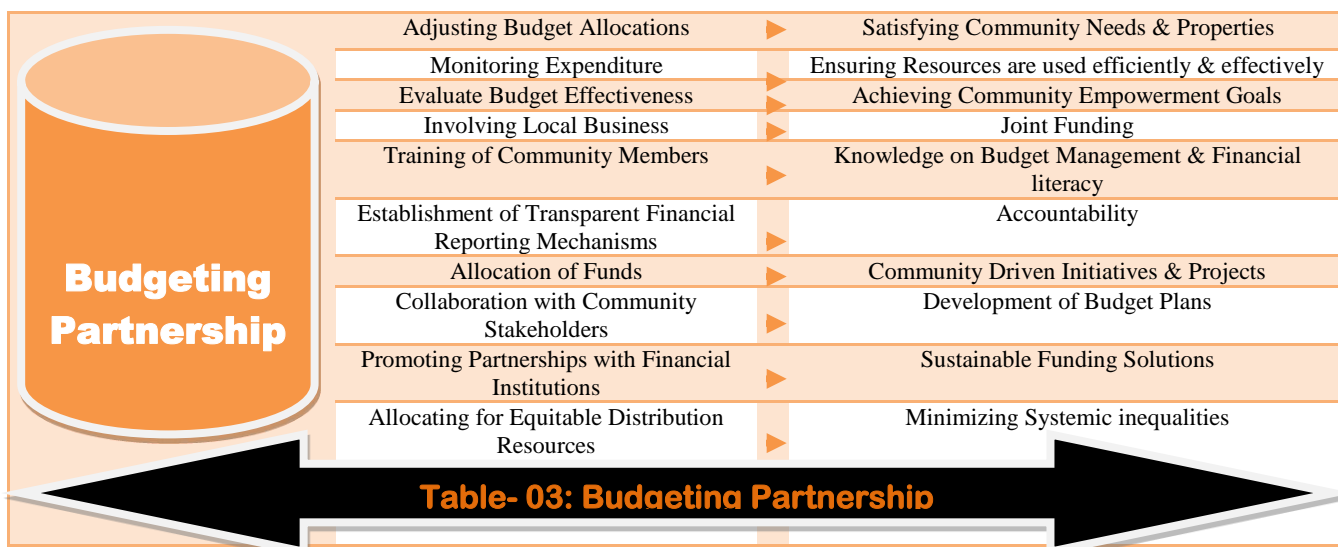 Adjusting Budget Allocations
Satisfying Community Needs & Properties
Monitoring Expenditure
Ensuring Resources are used efficiently & effectively
Evaluate Budget Effectiveness
Achieving Community Empowerment Goals
Involving Local Business
Joint Funding
Training of Community Members
Knowledge on Budget Management & Financial
literacy
Establishment of Transparent Financial
Reporting Mechanisms
Accountability
Allocation of Funds
Community Driven Initiatives & Projects
Collaboration with Community
Stakeholders
Development of Budget Plans
Promoting Partnerships with Financial
Institutions
Sustainable Funding Solutions
Allocating for Equitable Distribution
Resources
Minimizing Systemic inequalities
Budgeting
Partnership
Table- 03: Budgeting Partnership